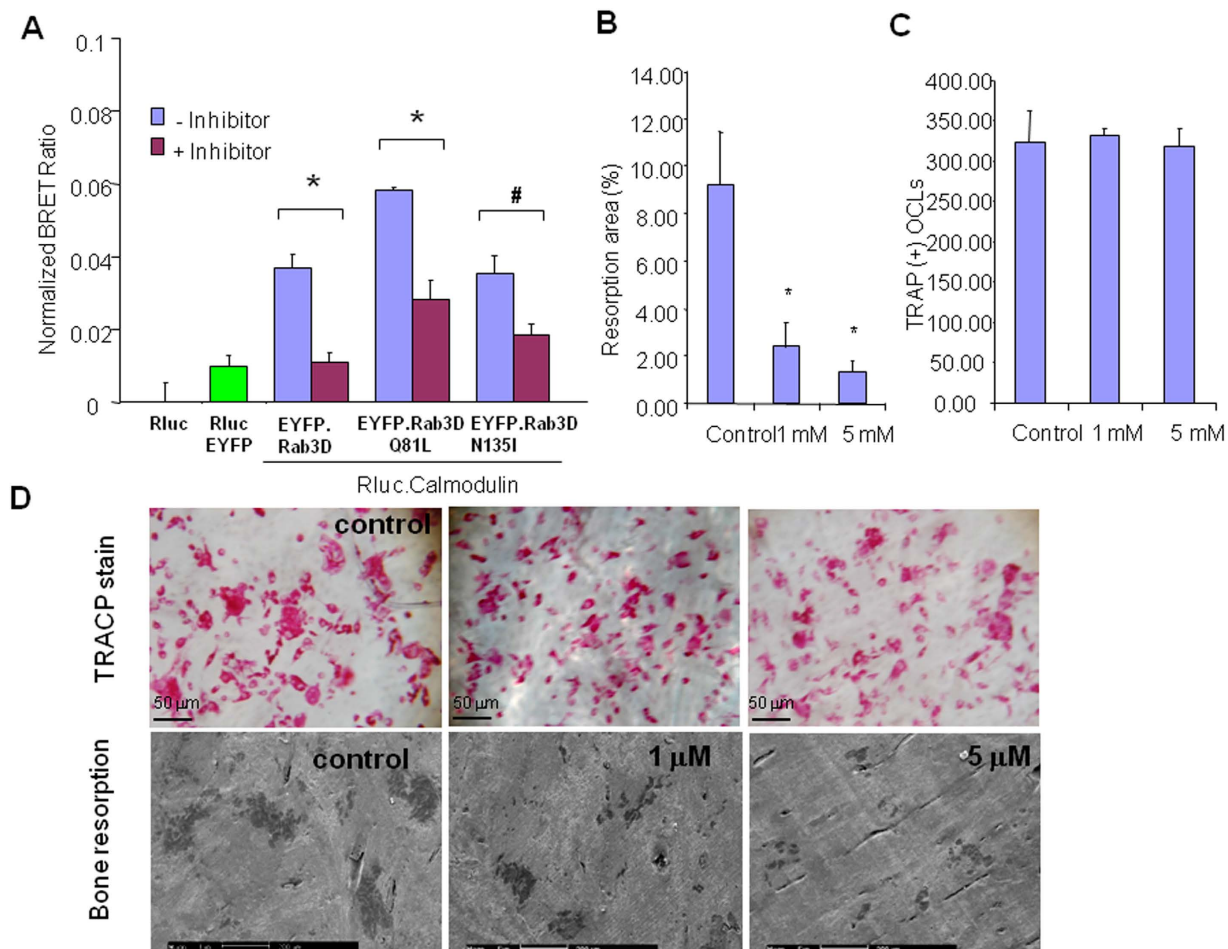 A
0.1
0.08
0.06
0.04
0.02
0
Normalized BRET Ratio
- Inhibitor
+ Inhibitor
*
*
#
Rluc
Rluc
EYFP
EYFP.
Rab3D
EYFP.Rab3D
Q81L
EYFP.Rab3D
N135I
Rluc.Calmodulin
B
14.00
12.00
10.00
8.00
6.00
4.00
2.00
0.00
Resorption area (%)
*
*
Control
1 mM
5 mM
C
400.00
350.00
300.00
250.00
200.00
150.00
100.00
50.00
0.00
TRAP (+) OCLs
Control
1 mM
5 mM
D
TRACP stain
control
50 μm
50 μm
50 μm
Bone resorption
control
1 μM
5 μM